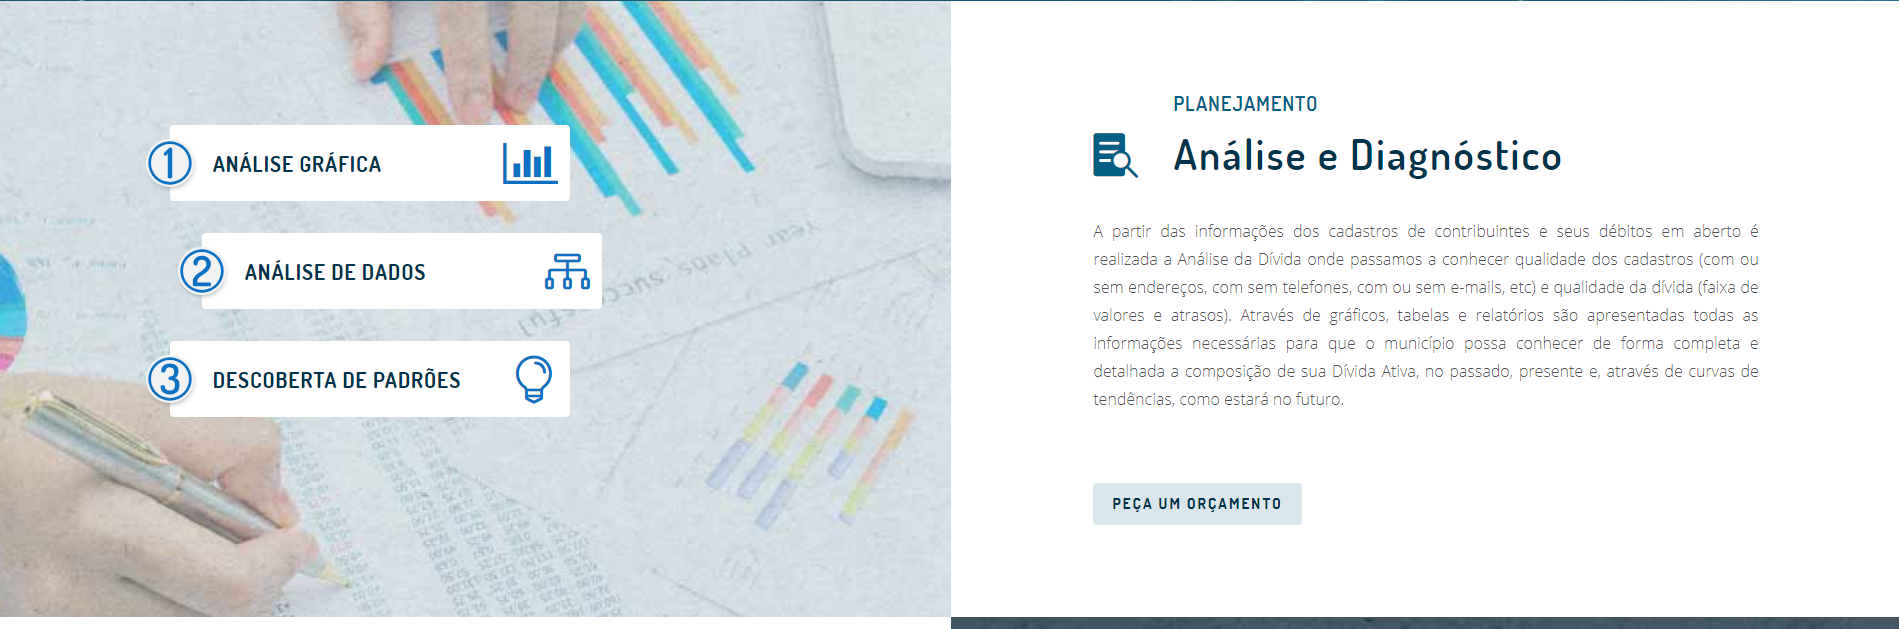 1 ANÁLISE GRÁFICA
2 ANÁLISE DE DADOS
3 DESCOBERTA DE PADRÕES
Year Plans successful
PLANEJAMENTO
Análise e Diagnóstico
A partir das informações dos cadastros de contribuintes e seus débitos em aberto é
realizada a Análise da Dívida onde passamos a conhecer qualidade dos cadastros (com ou
sem endereços, com sem telefones, com ou sem e-mails, etc) e qualidade da dívida (faixa de
valores e atrasos). Através de gráficos, tabelas e relatórios são apresentadas todas as
informações necessárias para que o município possa conhecer de forma completa e
detalhada a composição de sua Dívida Ativa, no passado, presente e, através de curvas de
tendências, como estará no futuro.
PEÇA UM ORÇAMENTO